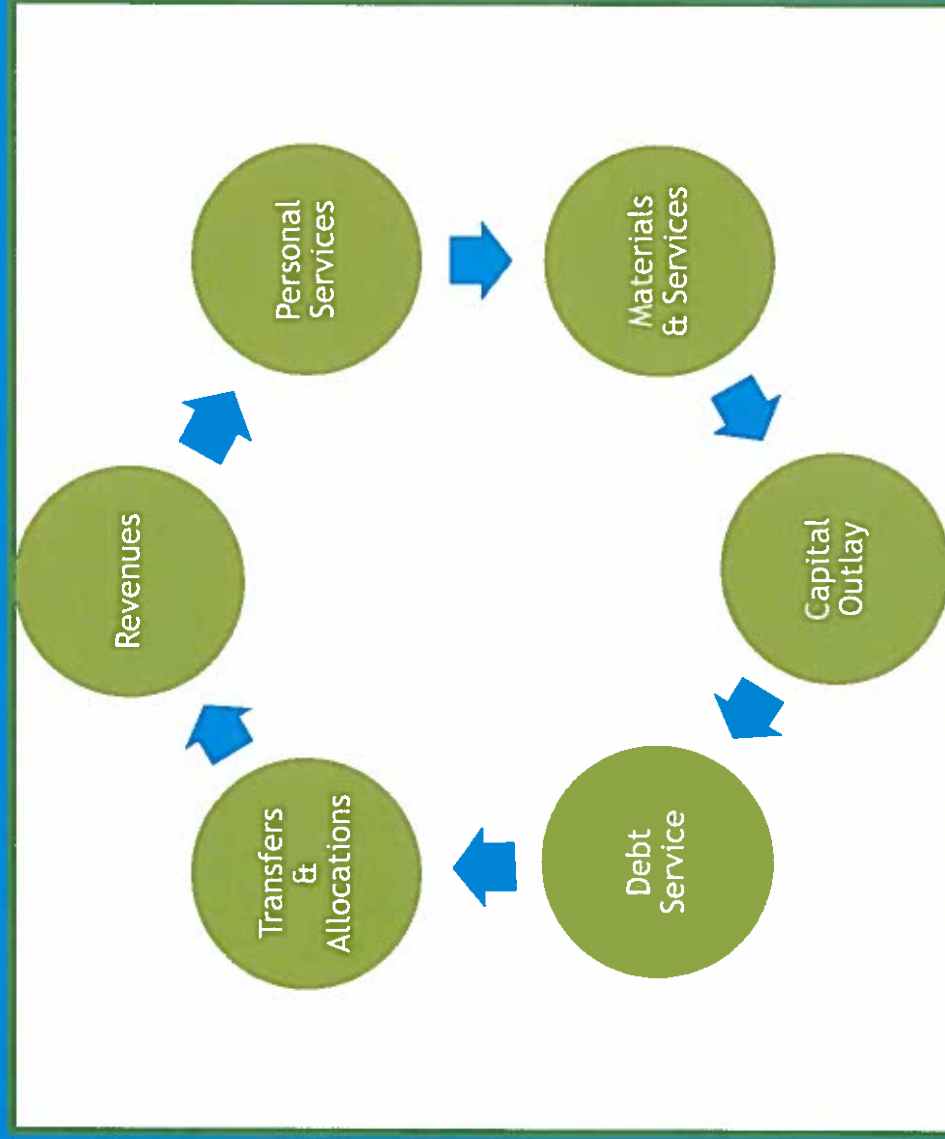 Revenues
Personal
Services
Materials
& Services
Capital
Outlay
Debt
Service
Transfers
&
Allocations